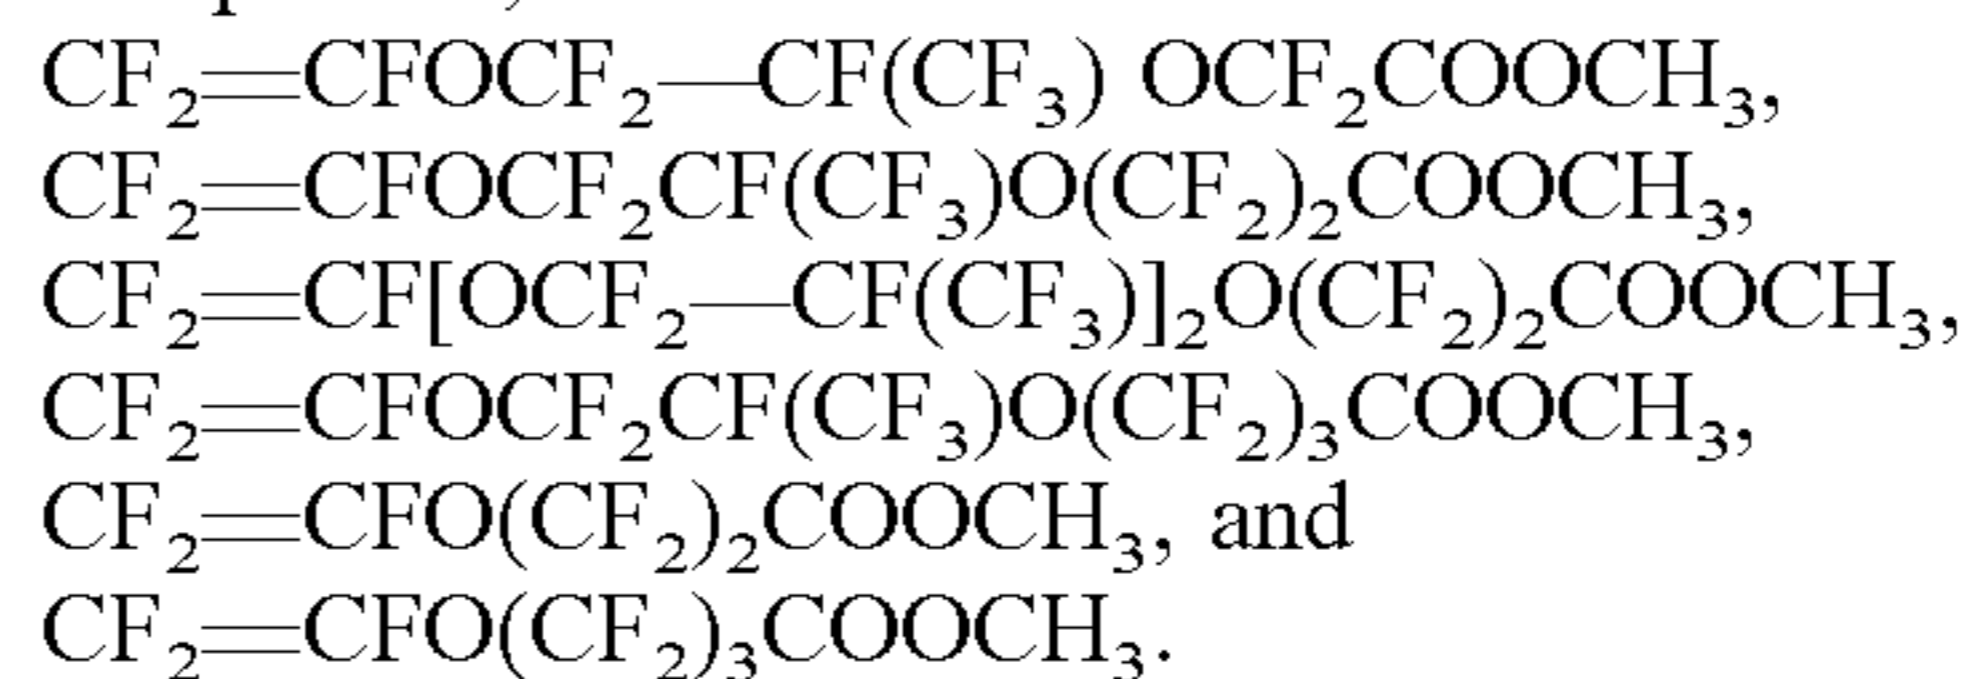 CF₂═CFOCF₂—CF(CF₃) OCF₂COOCH₃,
CF₂═CFOCF₂CF(CF₃)O(CF₂)₂COOCH₃,
CF₂═CF[OCF₂—CF(CF₃)]₂O(CF₂)₂COOCH₃,
CF₂═CFOCF₂CF(CF₃)O(CF₂)₃COOCH₃,
CF₂═CFO(CF₂)₂COOCH₃, and
CF₂═CFO(CF₂)₃COOCH₃.